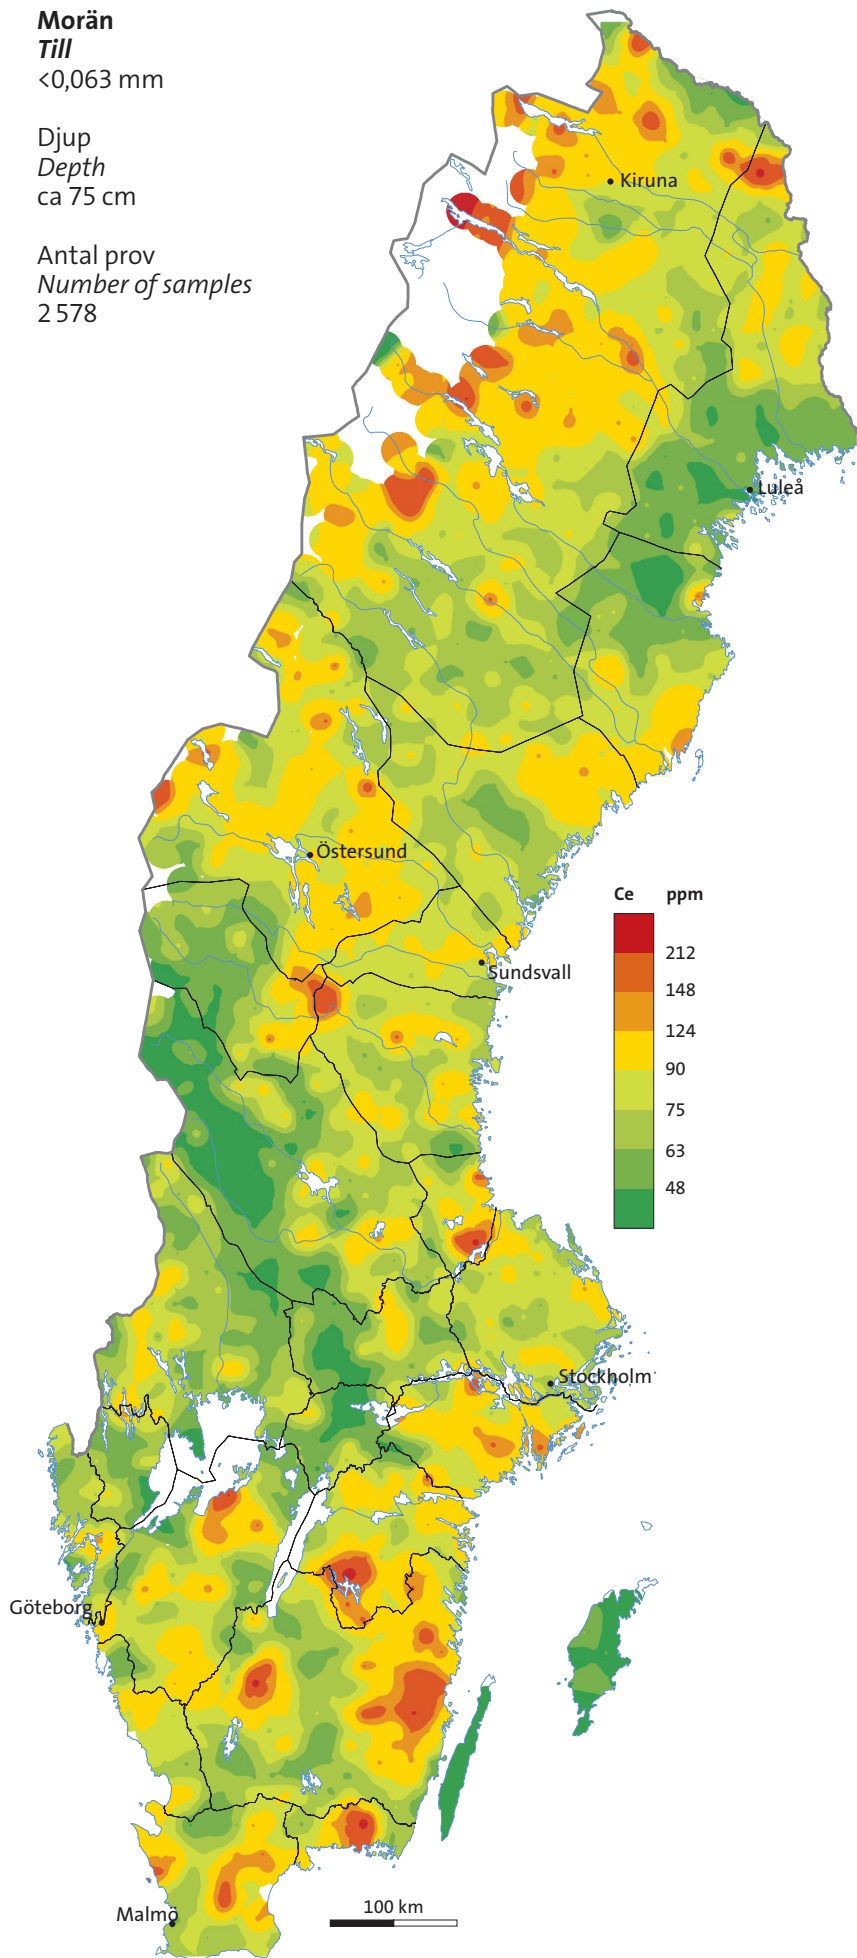 Morän
Till
<0,063 mm
Djup
Depth
ca 75 cm
Antal prov
Number of samples
2 578
Kiruna
Luleå
Östersund
Sundsvall
Ce ppm
212
148
124
90
75
63
48
Stockholm
Göteborg
Malmö
100 km